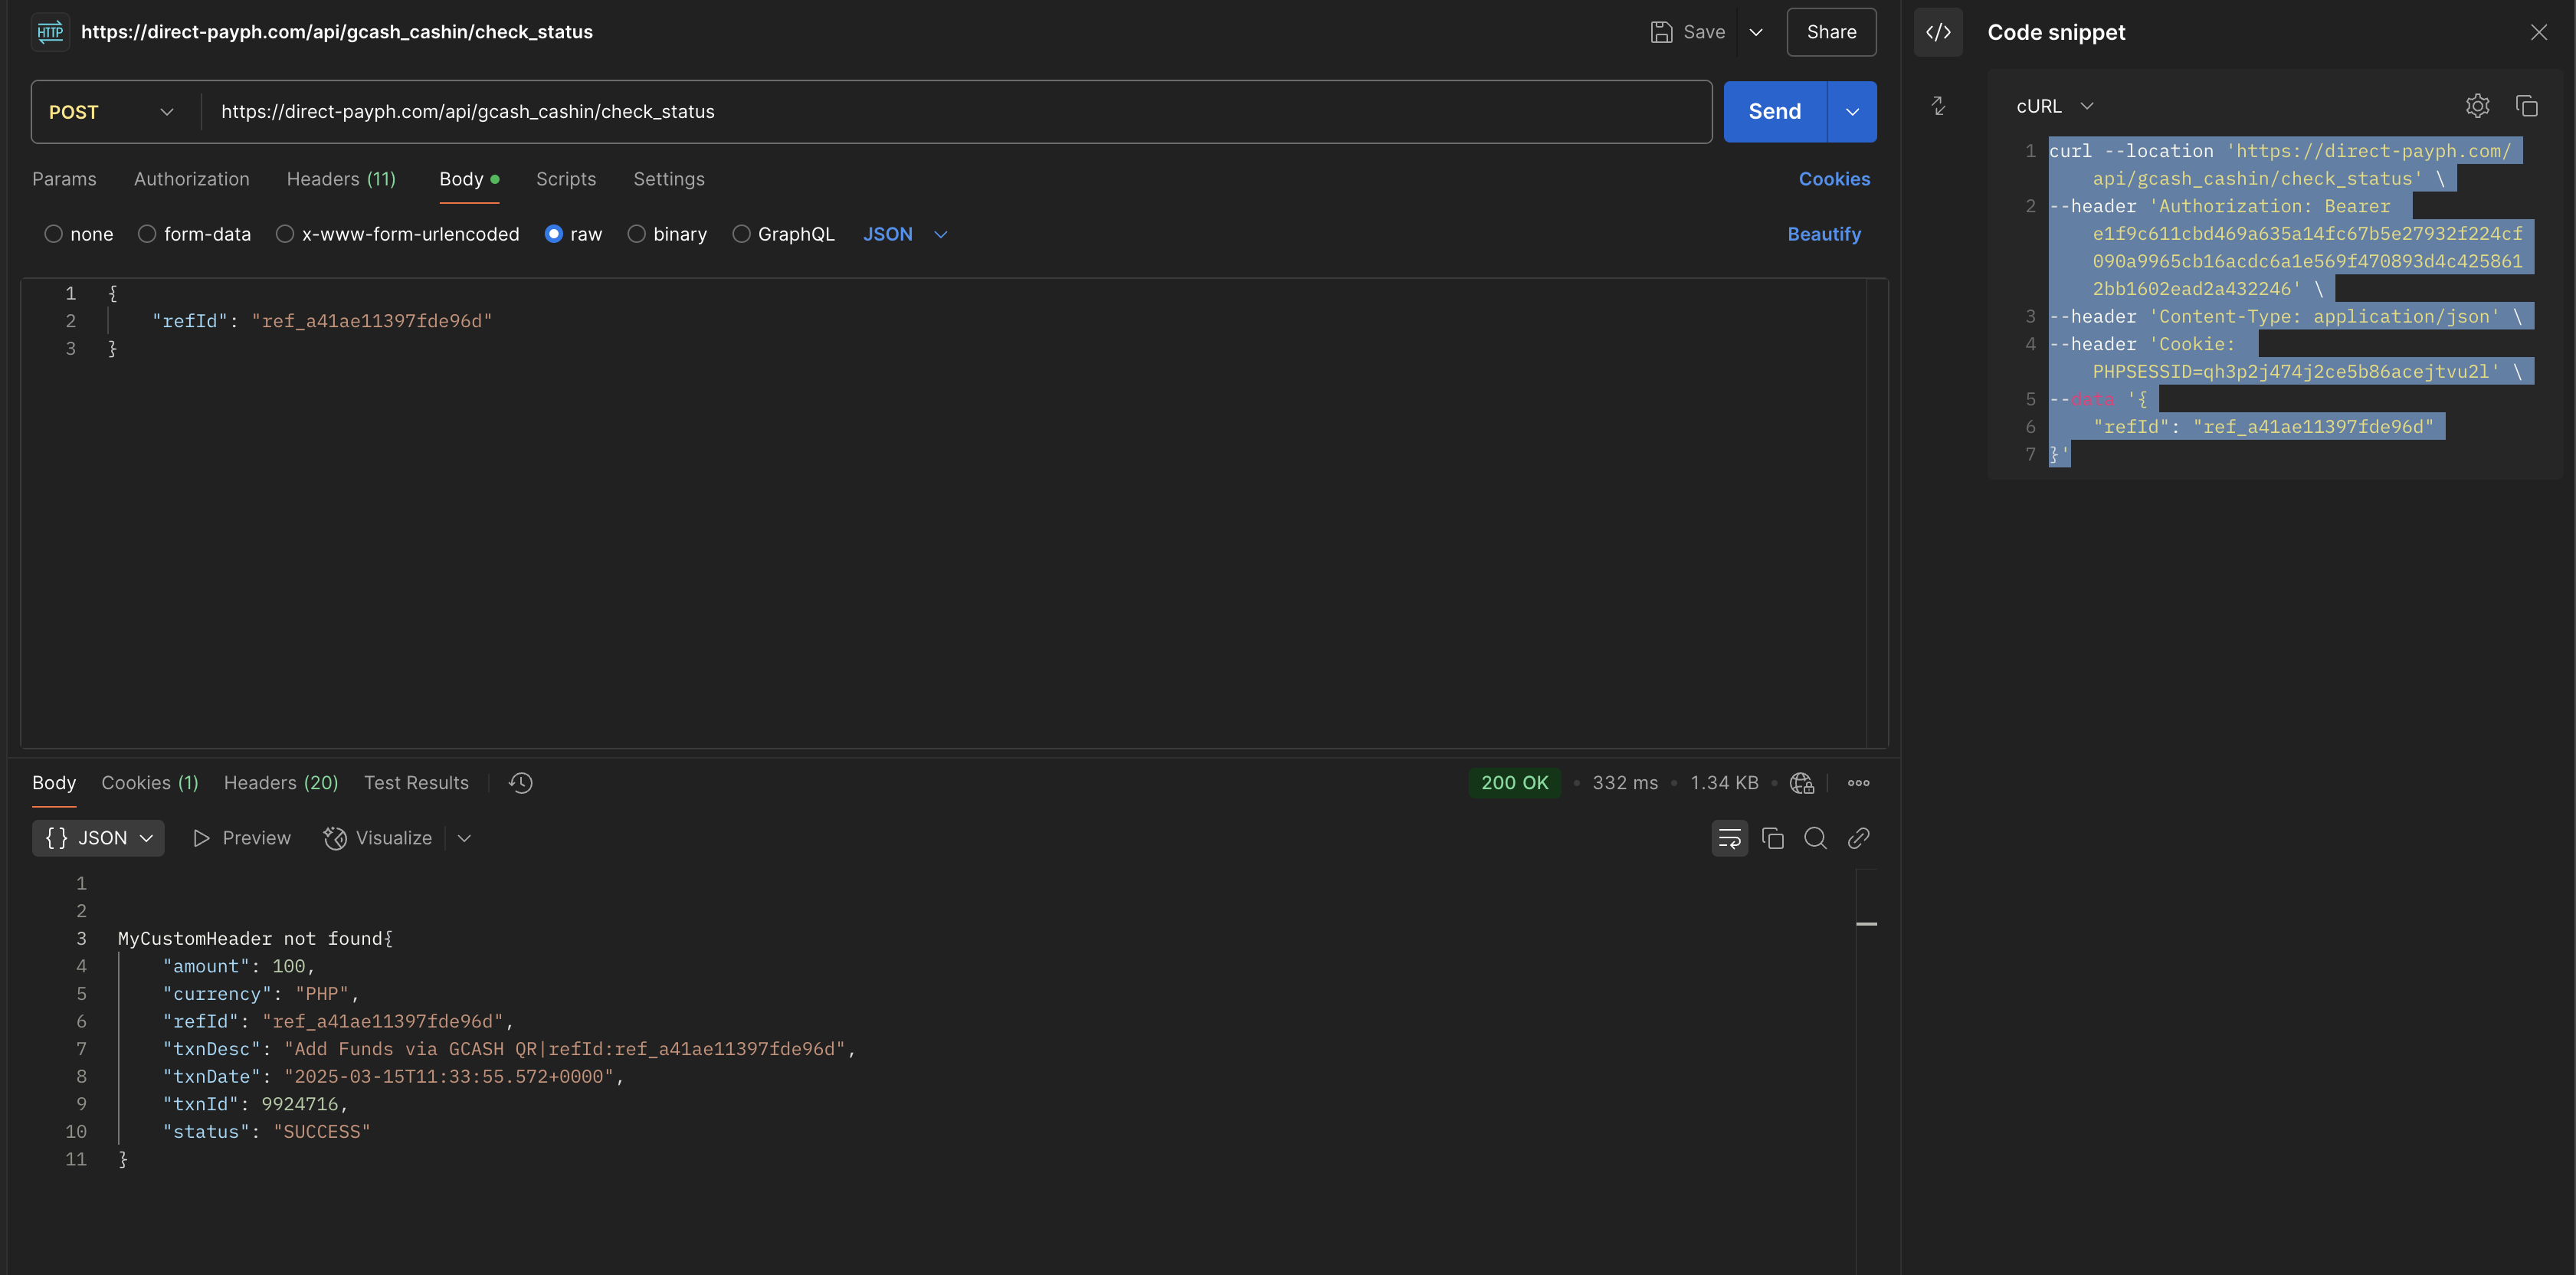 HTTP https://direct-payph.com/api/gcash_cashin/check_status
Save
Share
POST
https://direct-payph.com/api/gcash_cashin/check_status
Send
Params Authorization Headers (11) Body Scripts Settings
Cookies
none form-data x-www-form-urlencoded raw binary GraphQL JSON
Beautify
1 {
2 "refId": "ref_a41ae11397fde96d"
3 }
Body Cookies (1) Headers (20) Test Results
200 OK • 332 ms • 1.34 KB •
{} JSON Preview Visualize
1
2
3 MyCustomHeader not found{
4 "amount": 100,
5 "currency": "PHP",
6 "refId": "ref_a41ae11397fde96d",
7 "txnDesc": "Add Funds via GCASH QR|refId:ref_a41ae11397fde96d",
8 "txnDate": "2025-03-15T11:33:55.572+0000",
9 "txnId": 9924716,
10 "status": "SUCCESS"
11 }
</> Code snippet
cURL
1 curl --location 'https://direct-payph.com/
api/gcash_cashin/check_status' \
2 --header 'Authorization: Bearer
e1f9c611cbd469a635a14fc67b5e27932f224cf
090a9965cb16acdc6a1e569f470893d4c425861
2bb1602ead2a432246' \
3 --header 'Content-Type: application/json' \
4 --header 'Cookie:
PHPSESSID=qh3p2j474j2ce5b86acejtvu2l' \
5 --data '{
6 "refId": "ref_a41ae11397fde96d"
7 }'